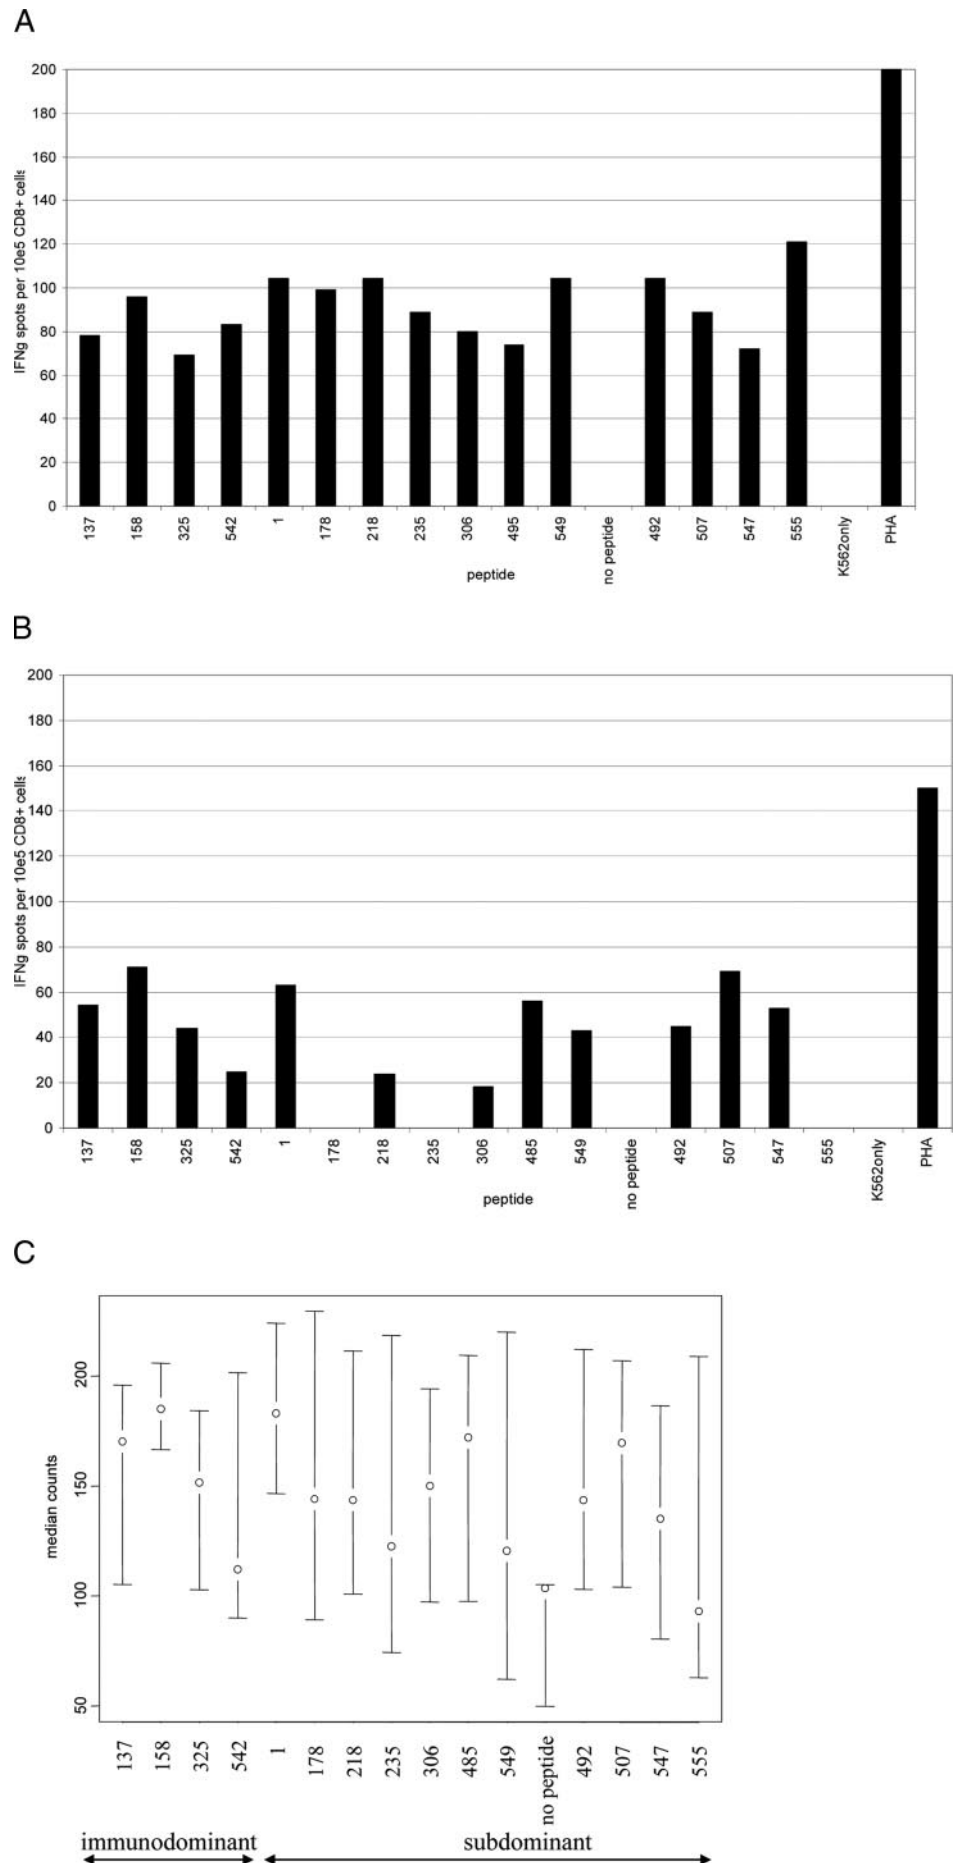 A
200
180
160
140
120
100
80
60
40
20
0
IFNg spots per 10e5 CD8+ cells
137 158 325 542 1 178 218 235 306 495 549 no peptide 492 507 547 555 K562only PHA
peptide
B
200
180
160
140
120
100
80
60
40
20
0
IFNg spots per 10e5 CD8+ cells
137 158 325 542 1 178 218 235 306 485 549 no peptide 492 507 547 555 K562only PHA
peptide
C
200
150
100
50
median counts
137 158 325 542 1 178 218 235 306 485 549 no peptide 492 507 547 555
immunodominant subdominant